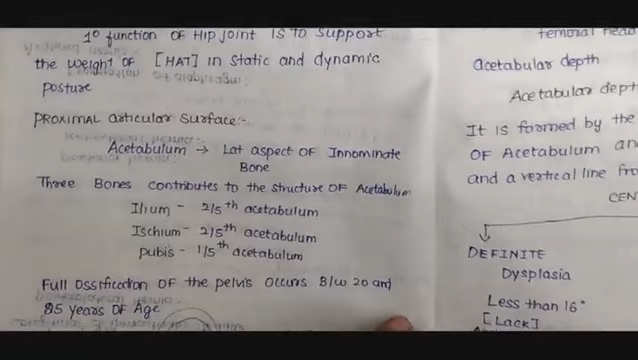 1° function OF HIP joint IS to support
the weight OF [HAT] in static and dynamic
posture
PROXIMAL articular surface:-
Acetabulum → Lat aspect OF Innominate
Bone
Three Bones contributes to the structure OF Acetabulum
Ilium - 2/5th acetabulum
Ischium - 2/5th acetabulum
pubis - 1/5th acetabulum
Full Ossification OF the pelvis occurs B/w 20 and
25 years OF Age
femoral head
Acetabular depth
Acetabular dept
It is formed by the
OF Acetabulum an
and a vertical line fro
CEN
DEFINITE
Dysplasia
Less than 16°
[Lack]